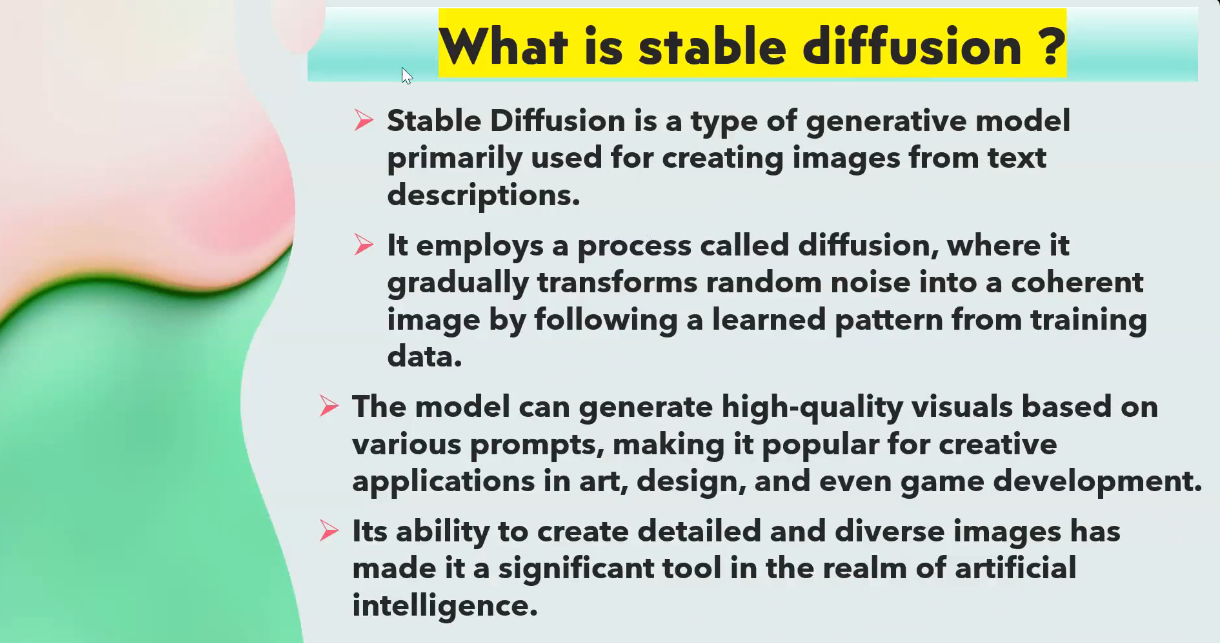 What is stable diffusion ?
Stable Diffusion is a type of generative model
primarily used for creating images from text
descriptions.
It employs a process called diffusion, where it
gradually transforms random noise into a coherent
image by following a learned pattern from training
data.
The model can generate high-quality visuals based on
various prompts, making it popular for creative
applications in art, design, and even game development.
Its ability to create detailed and diverse images has
made it a significant tool in the realm of artificial
intelligence.